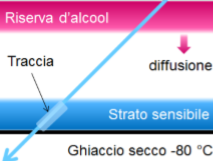 Riserva d’alcool
Traccia
diffusione
Strato sensibile
Ghiaccio secco -80 °C